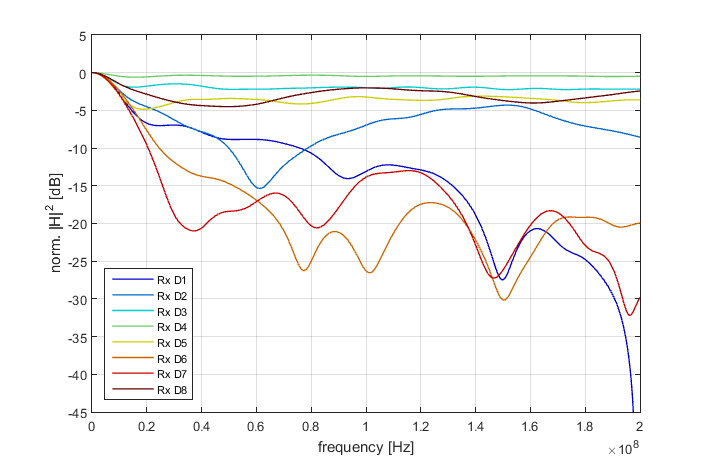 5
0
-5
-10
-15
-20
-25
-30
-35
-40
-45
norm. |H|² [dB]
Rx D1
Rx D2
Rx D3
Rx D4
Rx D5
Rx D6
Rx D7
Rx D8
0 0.2 0.4 0.6 0.8 1 1.2 1.4 1.6 1.8 2
frequency [Hz]
×10⁸